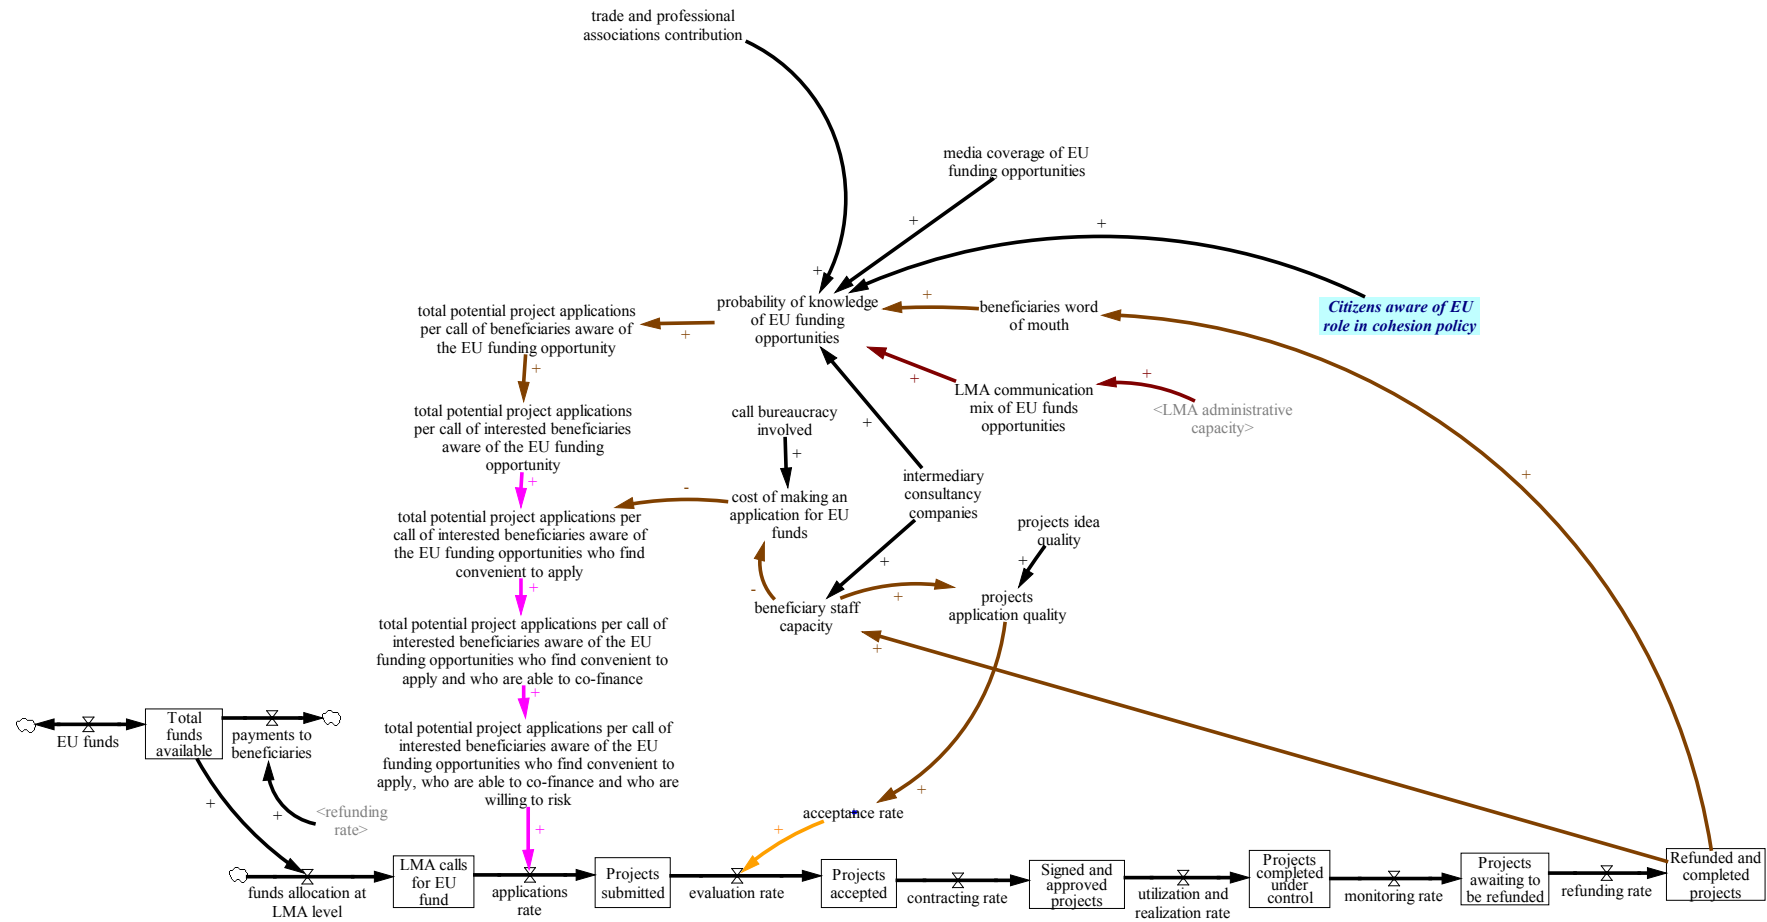 trade and professional
associations contribution
media coverage of EU
funding opportunities
+
+
+
Citizens aware of EU
role in cohesion policy
probability of knowledge
of EU funding
opportunities
+
beneficiaries word
of mouth
total potential project applications
per call of beneficiaries aware of
the EU funding opportunity
+
+
+
LMA communication
mix of EU funds
opportunities
+
<LMA administrative
capacity>
total potential project applications
per call of interested beneficiaries
aware of the EU funding
opportunity
call bureaucracy
involved
+
+
+
+
-
cost of making an
application for EU
funds
intermediary
consultancy
companies
projects idea
quality
+
total potential project applications per
call of interested beneficiaries aware of
the EU funding opportunities who find
convenient to apply
+
-
+
+
beneficiary staff
capacity
projects
application quality
+
total potential project applications per call of
interested beneficiaries aware of the EU
funding opportunities who find convenient to
apply and who are able to co-finance
+
+
total potential project applications per call of
interested beneficiaries aware of the EU
funding opportunities who find convenient to
apply, who are able to co-finance and who are
willing to risk
+
EU funds
Total
funds
available
payments to
beneficiaries
+
+
<refunding
rate>
acceptance rate
+
+
funds allocation at
LMA level
LMA calls
for EU
fund
applications
rate
Projects
submitted
evaluation rate
Projects
accepted
contracting rate
Signed and
approved
projects
utilization and
realization rate
Projects
completed
under
control
monitoring rate
Projects
awaiting to
be refunded
refunding rate
Refunded and
completed
projects